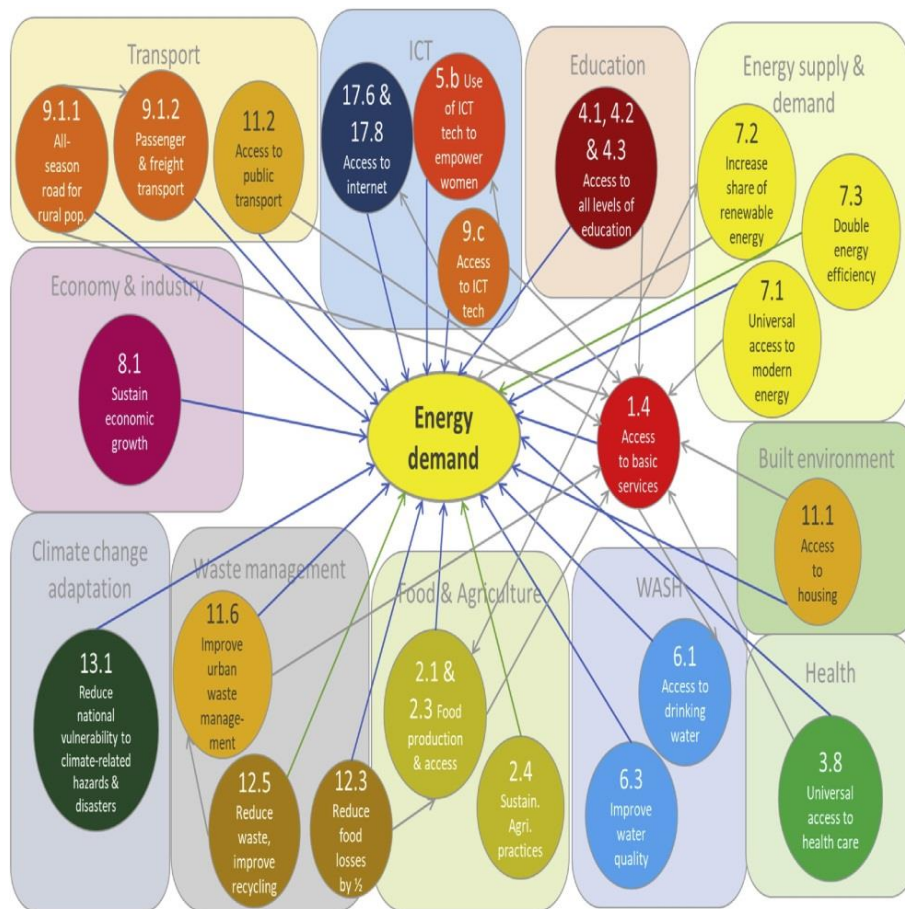 Transport
9.1.1
All-
season
road for
rural pop.
9.1.2
Passenger
& freight
transport
11.2
Access to
public
transport
ICT
17.6 &
17.8
Access to
internet
5.b Use
of ICT
tech to
empower
women
9.c
Access
to ICT
tech
Education
4.1, 4.2
& 4.3
Access to
all levels of
education
Energy supply &
demand
7.2
Increase
share of
renewable
energy
7.3
Double
energy
efficiency
7.1
Universal
access to
modern
energy
Economy & industry
8.1
Sustain
economic
growth
Energy
demand
1.4
Access
to basic
services
Built environment
11.1
Access
to
housing
Climate change
adaptation
13.1
Reduce
national
vulnerability to
climate-related
hazards &
disasters
Waste management
11.6
Improve
urban
waste
manage-
ment
12.5
Reduce
waste,
improve
recycling
12.3
Reduce
food
losses
by ½
Food & Agriculture
2.1 &
2.3 Food
production
& access
2.4
Sustain.
Agri.
practices
WASH
6.1
Access to
drinking
water
6.3
Improve
water
quality
Health
3.8
Universal
access to
health care